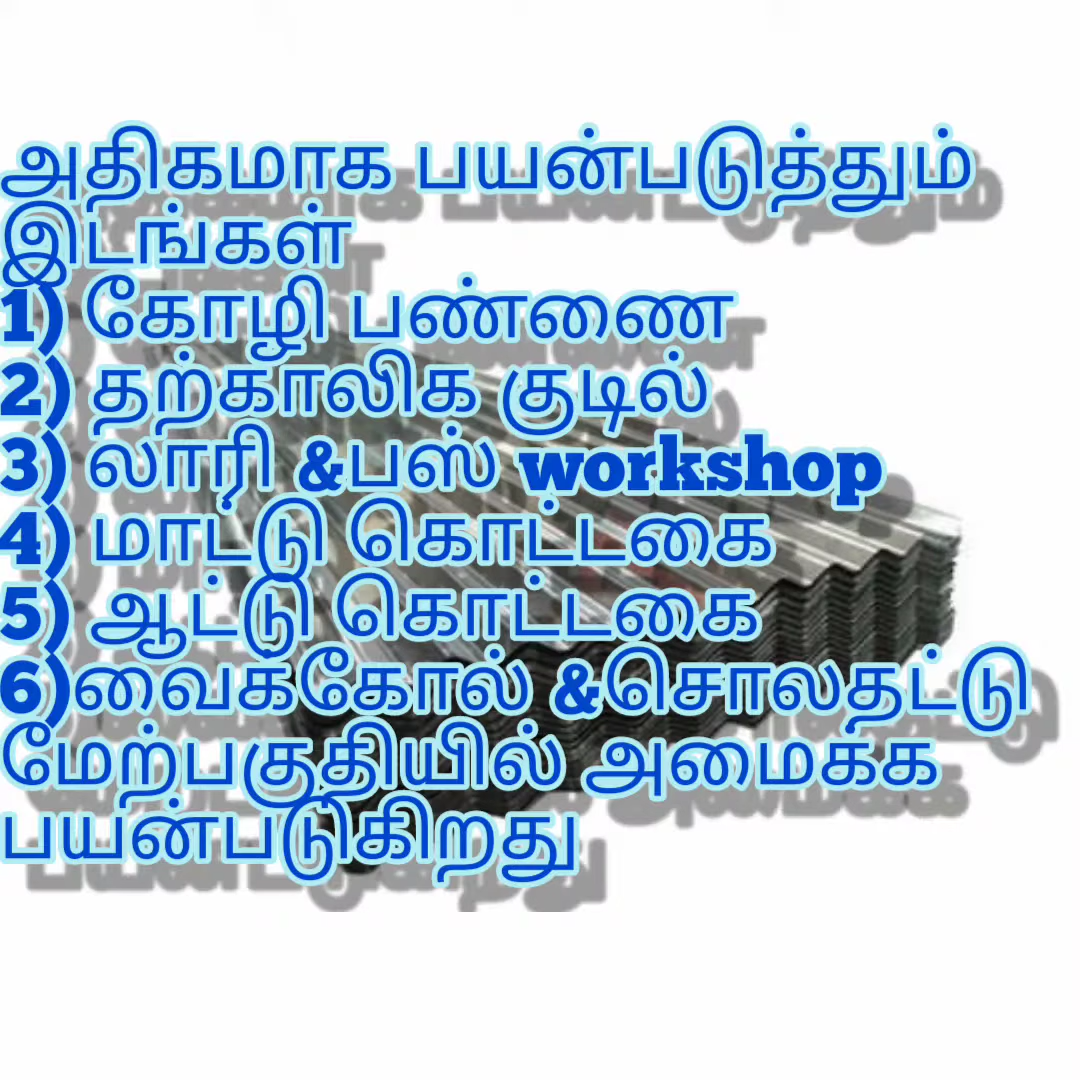 அதிகமாக பயன்படுத்தும்
இடங்கள்
1) கோழி பண்ணை
2) தற்காலிக குடில்
3) லாரி &பஸ் workshop
4) மாட்டு கொட்டகை
5) ஆட்டு கொட்டகை
6)வைக்கோல் &சொலதட்டு
மேற்பகுதியில் அமைக்க
பயன்படுகிறது